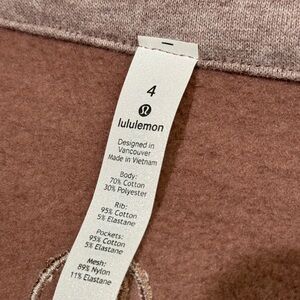 4
lululemon
Designed in
Vancouver
Made in Vietnam
Body:
70% Cotton
30% Polyester
Rib:
95% Cotton
5% Elastane
Pockets:
95% Cotton
5% Elastane
Mesh:
89% Nylon
11% Elastane